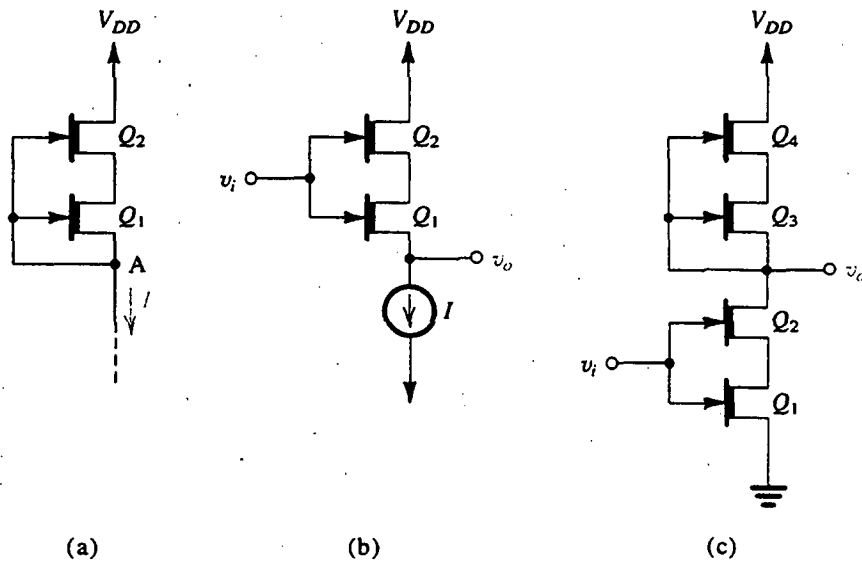 V_DD
Q_2
Q_1
A
I
(a)
V_DD
v_i
Q_2
Q_1
v_o
I
(b)
V_DD
Q_4
Q_3
v_o
Q_2
v_i
Q_1
(c)